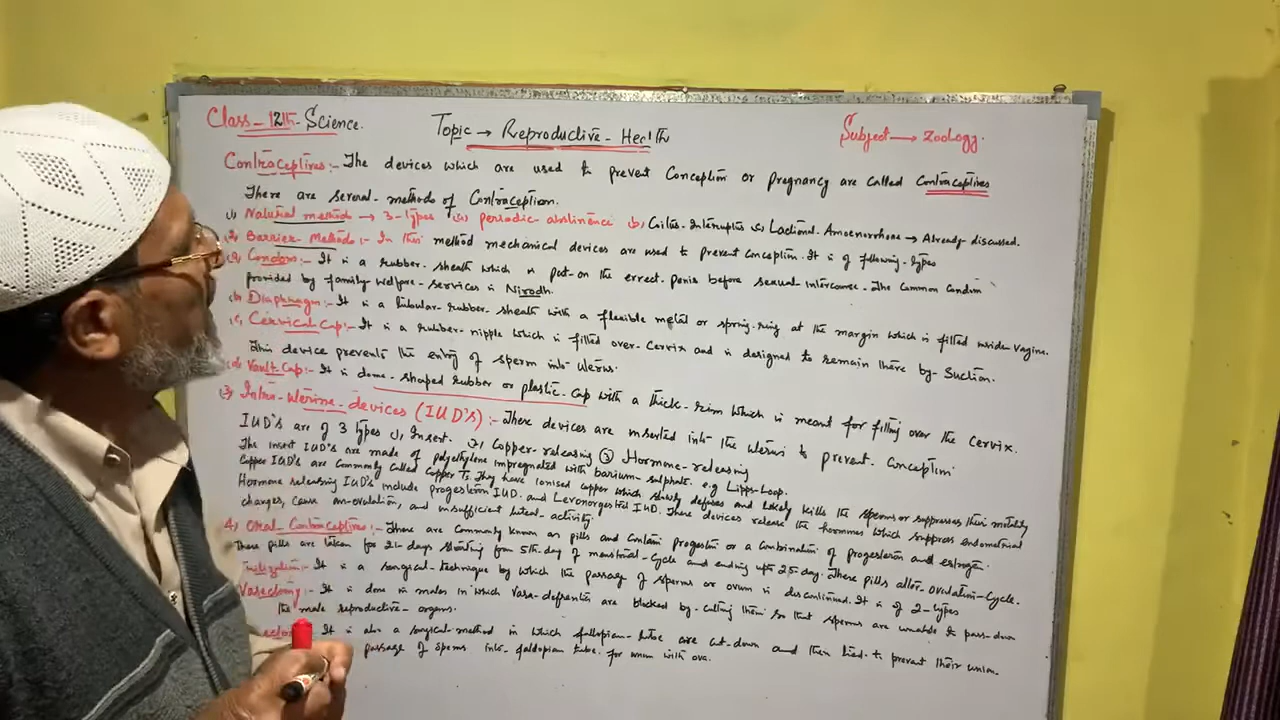 Class-12th-Science.
Topic → Reproductive-Health
Subject → Zoology.
Contraceptives:- The devices which are used to prevent Conception or pregnancy are called Contraceptives
There are several-methods of Contraception.
1) Natural methods → 3-types a) periodic-abstinence b) Coitus-Interruptus c) Lactional-Amoenorrhoae → Already-discussed.
2) Barrier-Methods:- In this method mechanical devices are used to prevent conception. It is of following-types
(a) Condom:- It is a rubber-sheath which is put-on the errect-Penis before sexual-intercourse-The common Condom
provided by family welfare-services is Nirodh.
(b) Diaphragm:- It is a tubular-rubber-sheath with a flexible metal or spring-ring at the margin which is fitted inside-Vagina.
(c) Cervical Cap:- It is a rubber-nipple which is fitted over-Cervix and is designed to remain there by-Suction.
This device prevents the entry of sperm into-Uterus.
(d) Vault-Cap:- It is dome-shaped rubber or plastic-cap with a thick-rim which is meant for fitting over the Cervix.
3) Intra-uterine-devices (IUD's):- These devices are inserted into the Uterus to prevent-Conception.
IUD's are of 3 types 1) Insert. 2) Copper-releasing 3) Hormone-releasing
The insert IUD's are made of polyethylene impregnated with barium-sulphate. e.g Lipps-Loop.
Copper IUD's are Commonly called Copper Ts. They have ionised copper which slowly defuses and likely kills the sperms or suppresses their motility
Hormone releasing IUD's include progesteron IUD. and Levonorgestrel IUD. These devices release the hormones which suppress endometrial
changes, cause an-ovulation, and insufficient luteal-activity.
4) Oral Contraceptives:- These are commonly known as pills and contain progestin or a Combination of progesteron and estrogen.
These pills are taken for 21-days starting from 5th day of menstrual-Cycle and ending upto 25 day. These pills alter-ovulation-Cycle.
It is a surgical-technique by which the passage of sperms or ovum is discontinued. It is of 2-types
Vasectomy:- It is done in males in which Vasa-defrentia are blocked by-cutting them so that sperms are unable to pass-down
the male reproductive-organs.
It is also a surgical-method in which fallopian-tube are cut-down and then tied-to prevent their union.
passage of sperms into-fallopian tube. for union with ova.